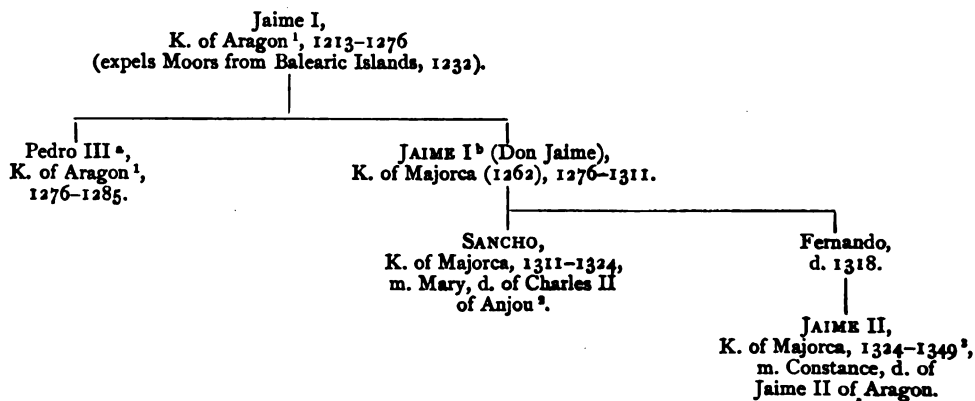 Jaime I,
K. of Aragon ¹, 1213–1276
(expels Moors from Balearic Islands, 1232).
Pedro III ᵃ,
K. of Aragon ¹,
1276–1285.
JAIME I ᵇ (Don Jaime),
K. of Majorca (1262), 1276–1311.
SANCHO,
K. of Majorca, 1311–1324,
m. Mary, d. of Charles II
of Anjou ².
Fernando,
d. 1318.
JAIME II,
K. of Majorca, 1324–1349 ³,
m. Constance, d. of
Jaime II of Aragon.